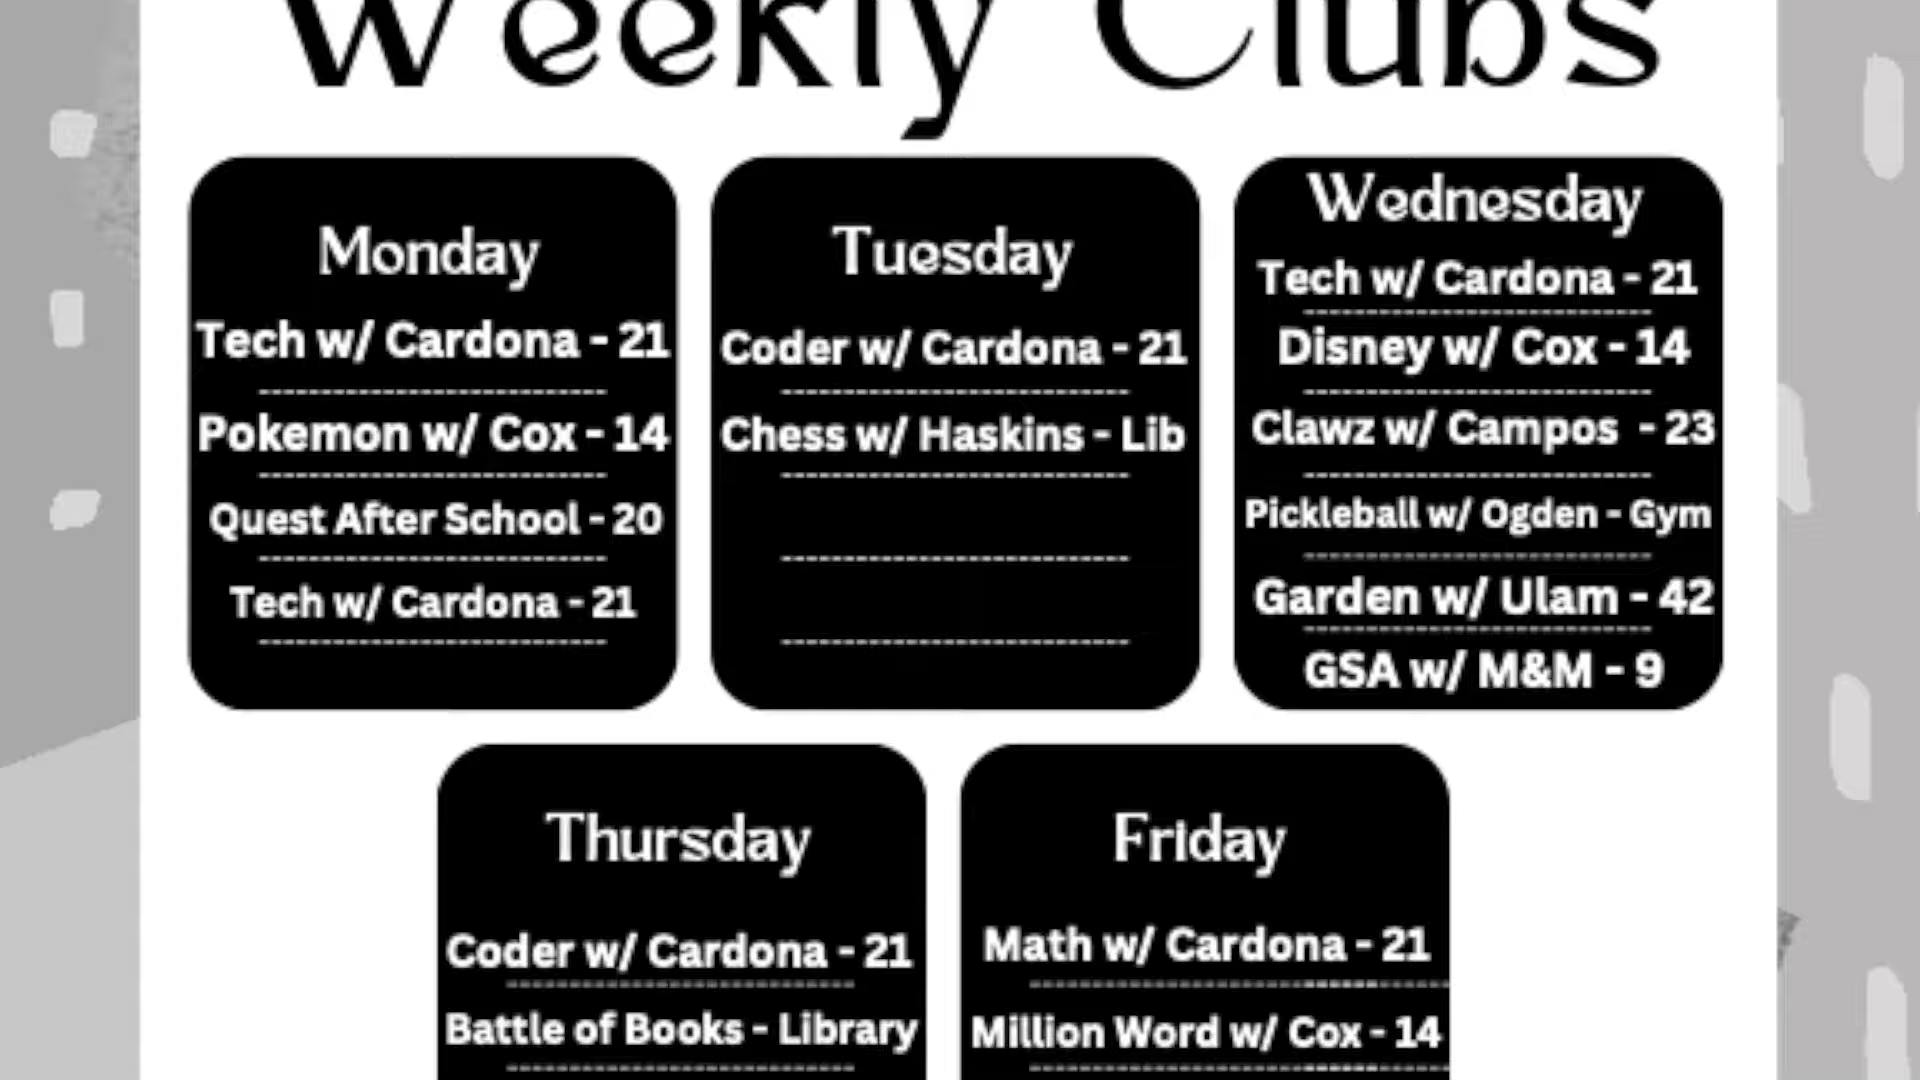 Weekly Clubs
Monday
Tech w/ Cardona - 21
Pokemon w/ Cox - 14
Quest After School - 20
Tech w/ Cardona - 21
Tuesday
Coder w/ Cardona - 21
Chess w/ Haskins - Lib
Wednesday
Tech w/ Cardona - 21
Disney w/ Cox - 14
Clawz w/ Campos - 23
Pickleball w/ Ogden - Gym
Garden w/ Ulam - 42
GSA w/ M&M - 9
Thursday
Coder w/ Cardona - 21
Battle of Books - Library
Friday
Math w/ Cardona - 21
Million Word w/ Cox - 14